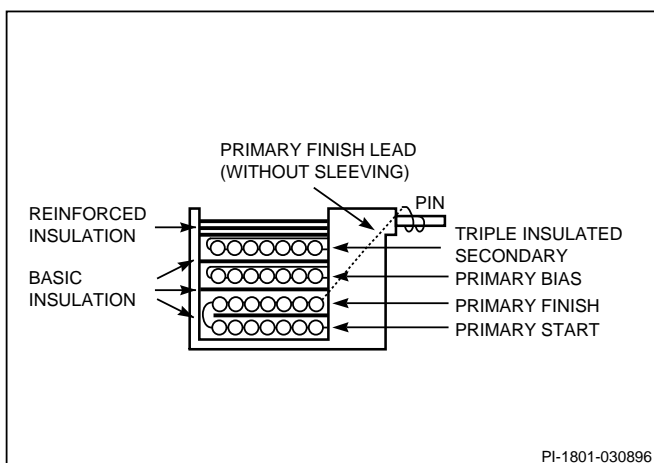 PRIMARY FINISH LEAD
(WITHOUT SLEEVING)
PIN
REINFORCED
INSULATION
TRIPLE INSULATED
SECONDARY
BASIC
INSULATION
PRIMARY BIAS
PRIMARY FINISH
PRIMARY START
PI-1801-030896